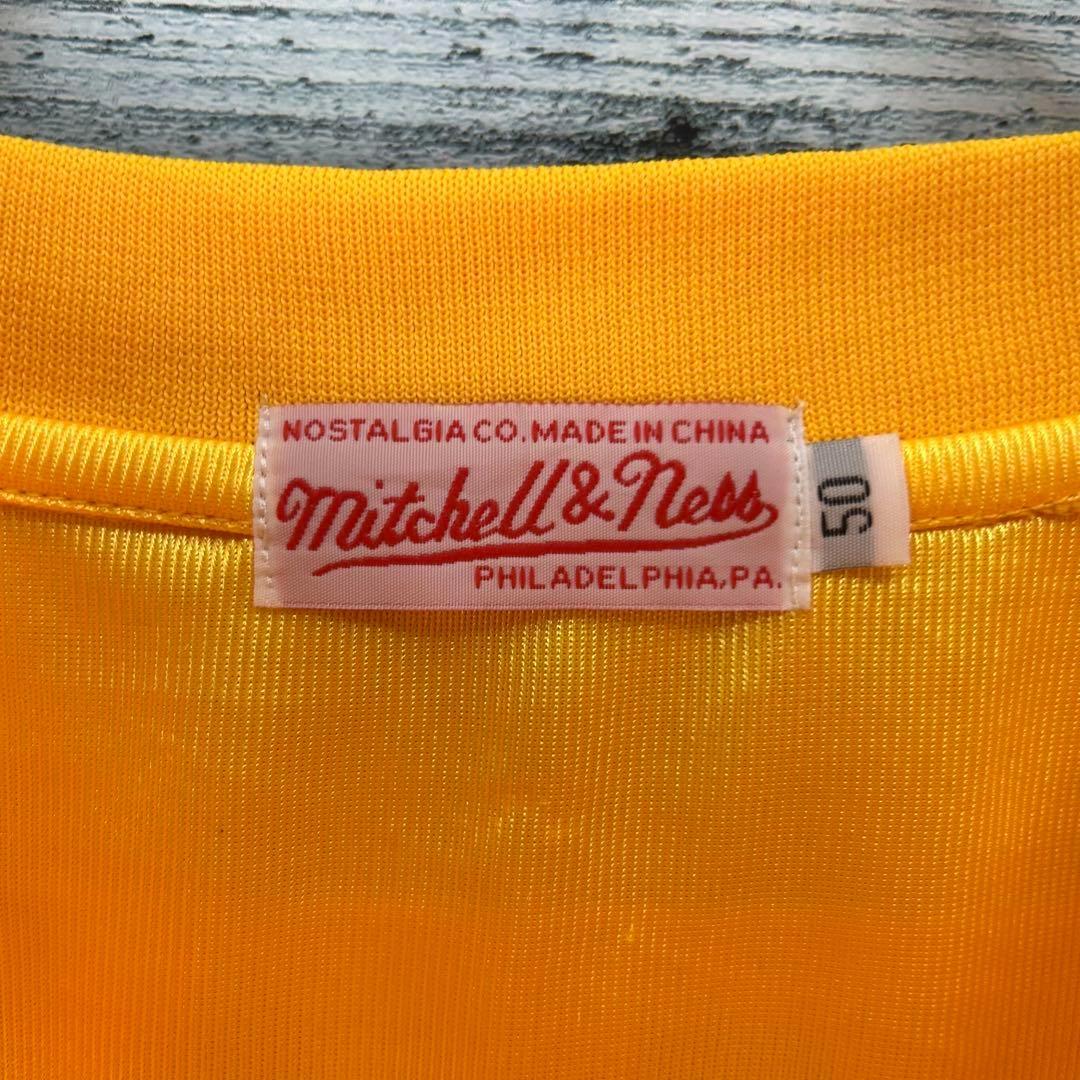 NOSTALGIA CO. MADE IN CHINA
Mitchell & Ness
PHILADELPHIA, PA.
50